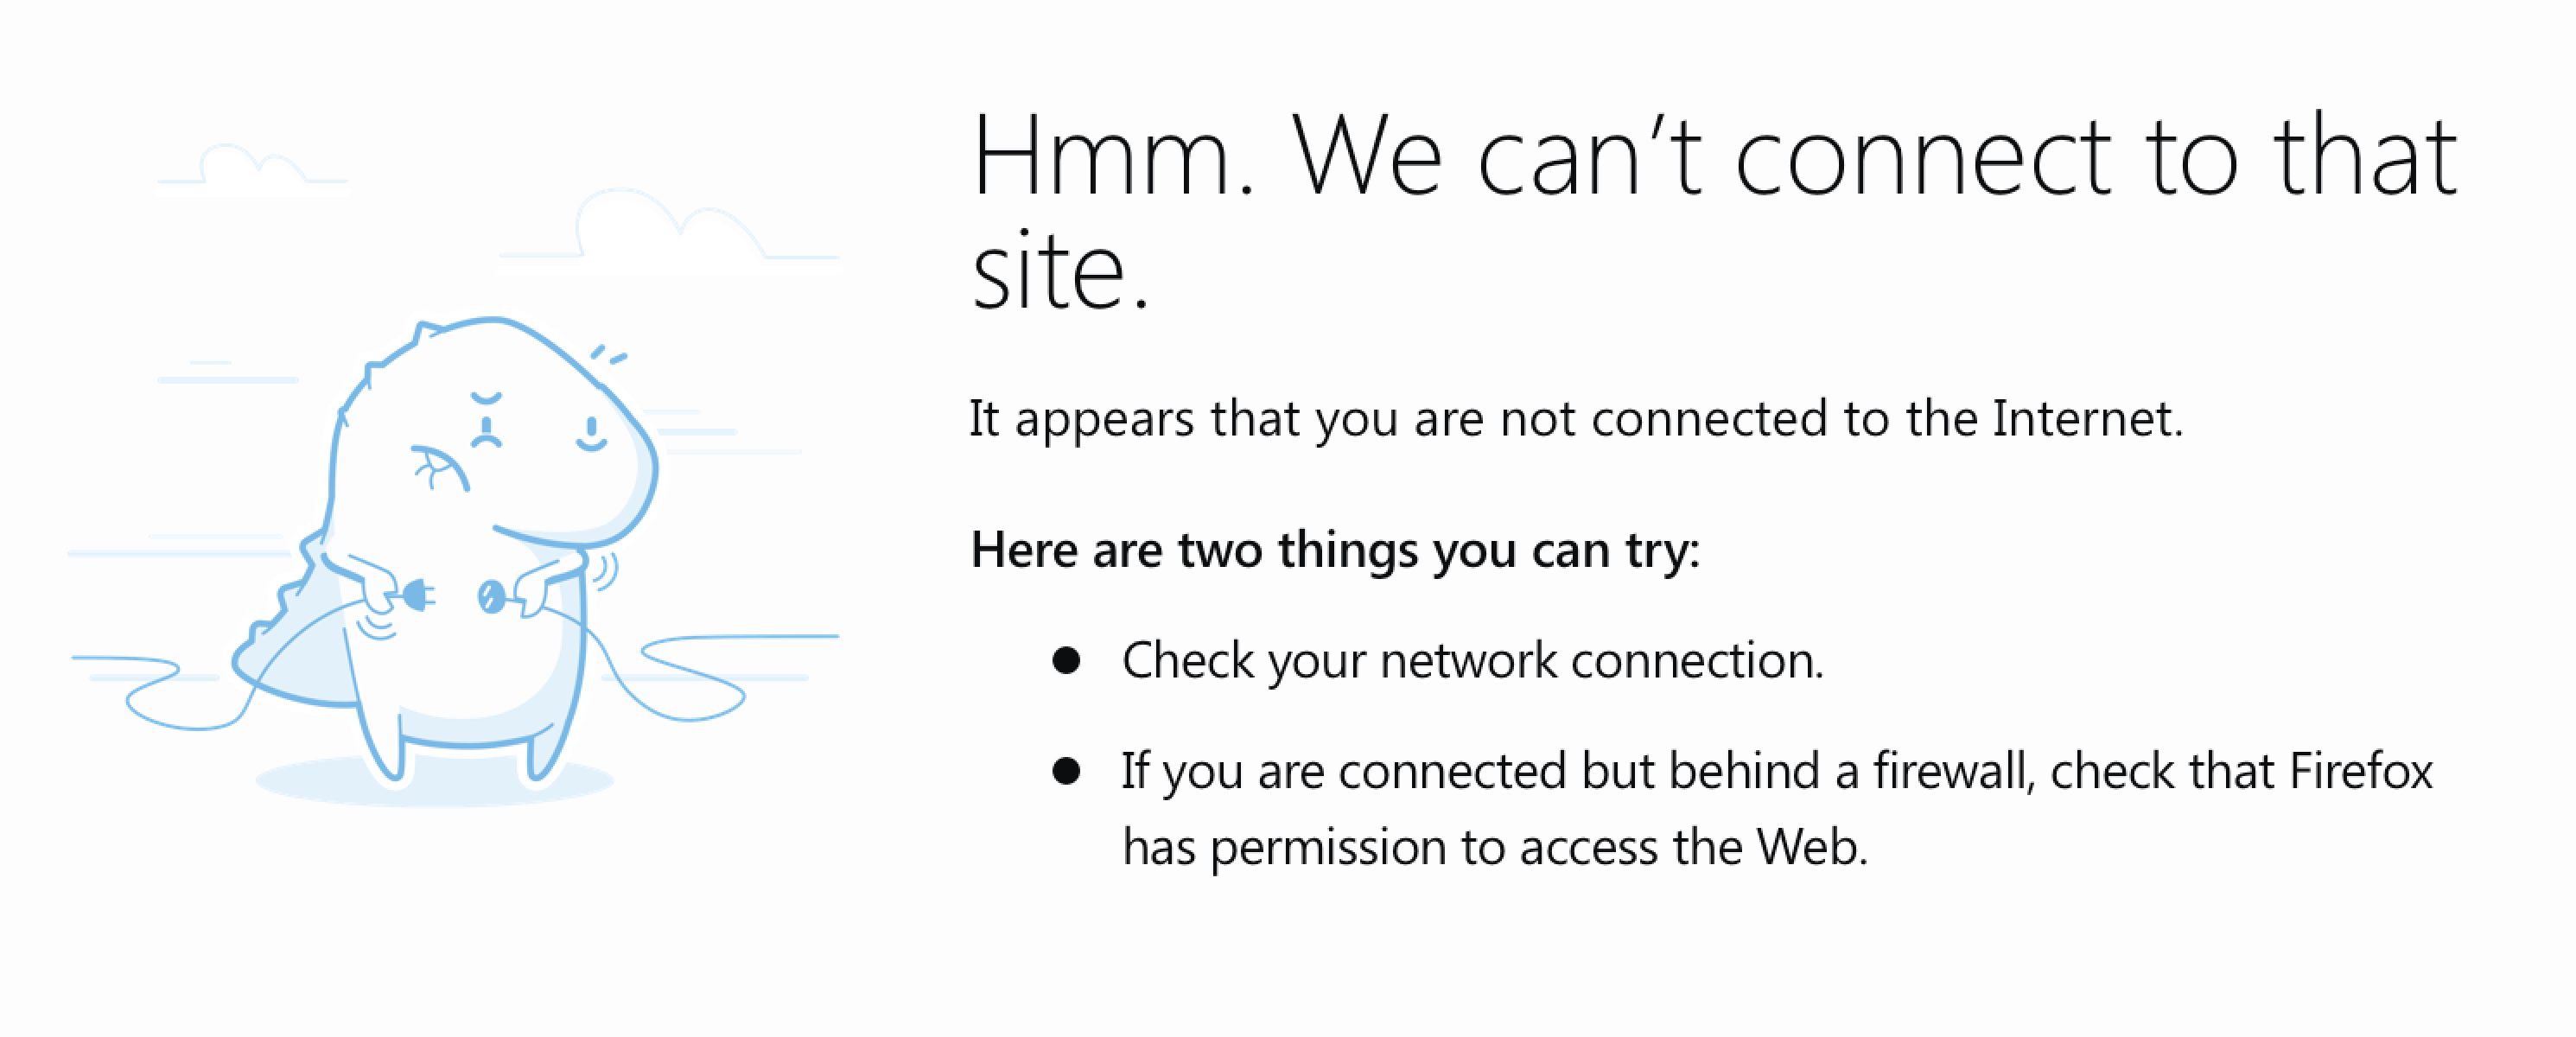 Hmm. We can’t connect to that
site.
It appears that you are not connected to the Internet.
Here are two things you can try:
● Check your network connection.
● If you are connected but behind a firewall, check that Firefox
has permission to access the Web.